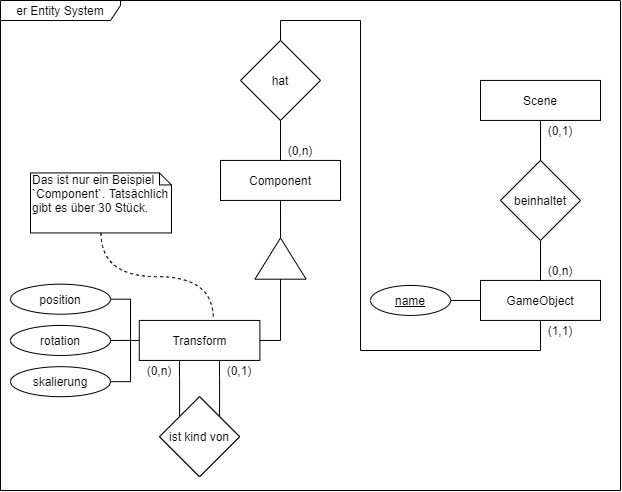 er Entity System
hat
Scene
(0,1)
(0,n)
Component
Das ist nur ein Beispiel
`Component`. Tatsächlich
gibt es über 30 Stück.
beinhaltet
(0,n)
position
name
GameObject
rotation
Transform
(1,1)
(0,n)
(0,1)
skalierung
ist kind von